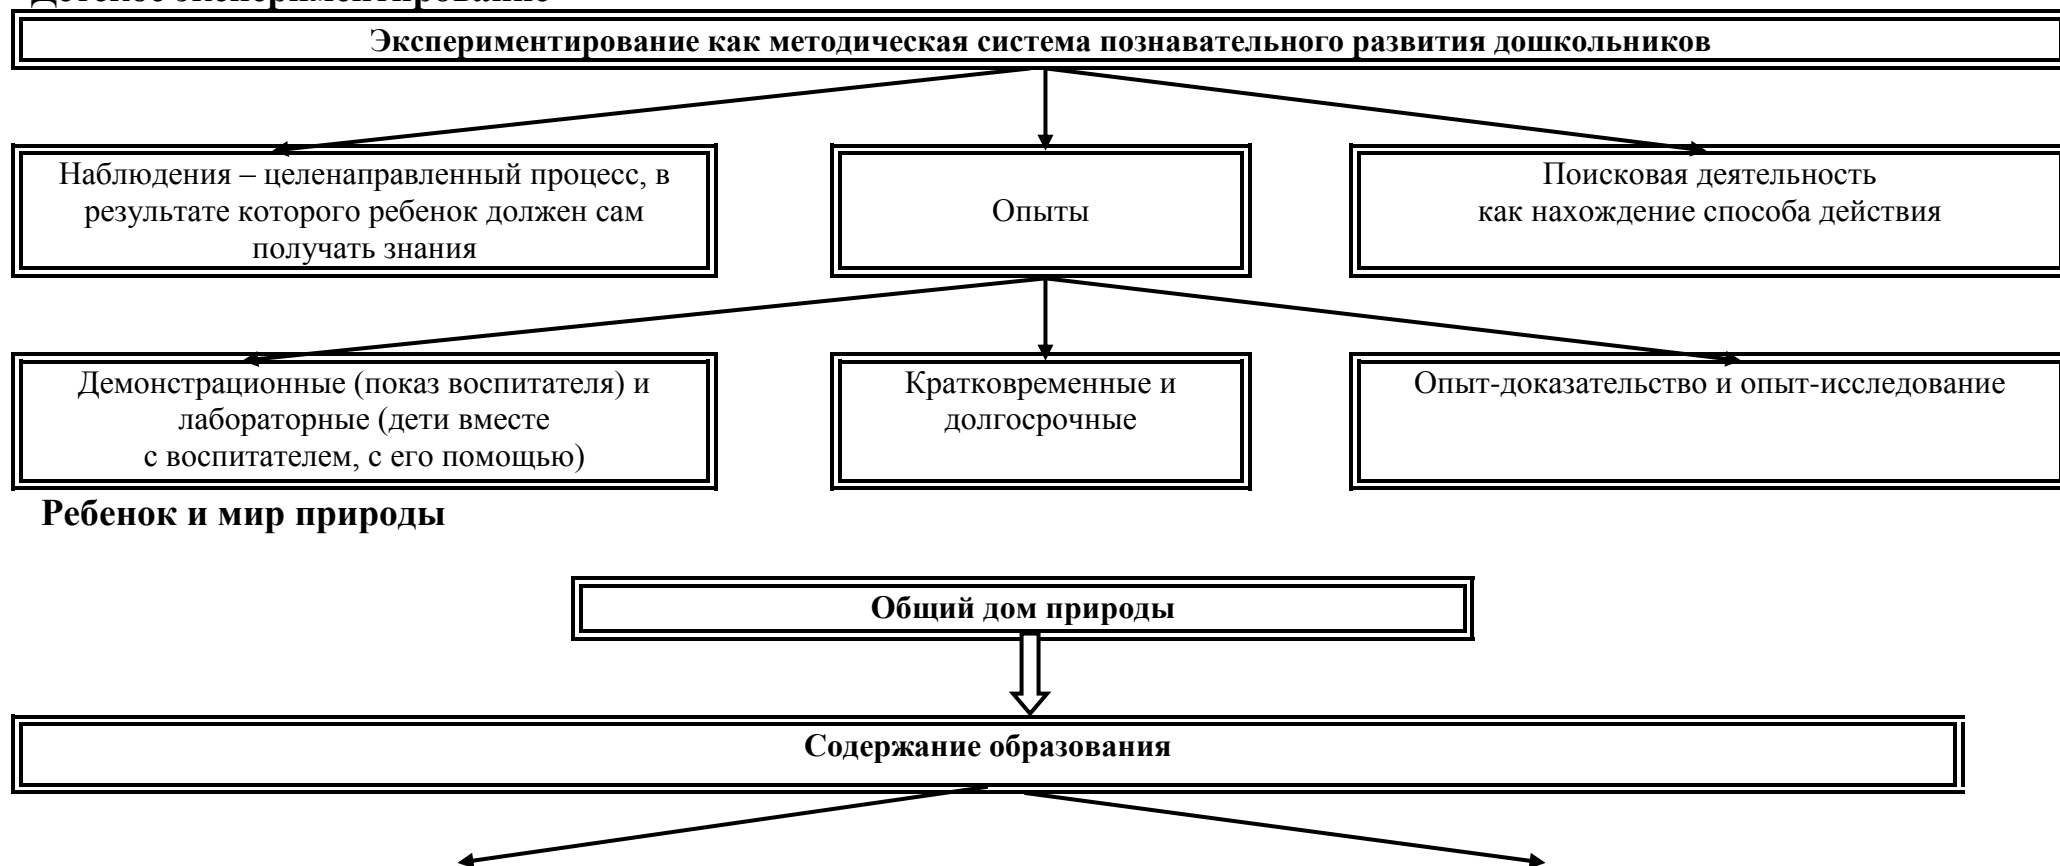 Детское экспериментирование
Экспериментирование как методическая система познавательного развития дошкольников
Наблюдения – целенаправленный процесс, в
результате которого ребенок должен сам
получать знания
Опыты
Поисковая деятельность
как нахождение способа действия
Демонстрационные (показ воспитателя) и
лабораторные (дети вместе
с воспитателем, с его помощью)
Кратковременные и
долгосрочные
Опыт-доказательство и опыт-исследование
Ребенок и мир природы
Общий дом природы
Содержание образования